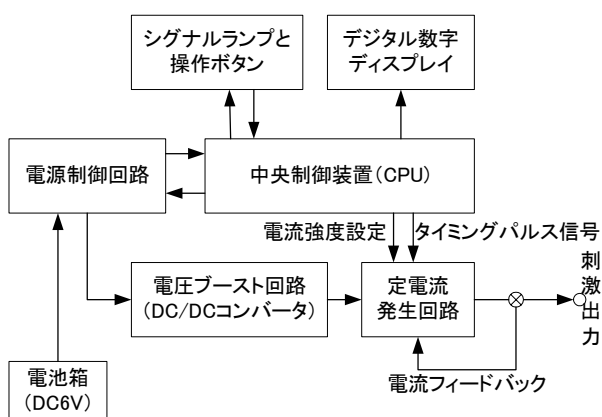 シグナルランプと
操作ボタン
デジタル数字
ディスプレイ
電源制御回路
中央制御装置(CPU)
電流強度設定
タイミングパルス信号
電圧ブースト回路
(DC/DCコンバータ)
定電流
発生回路
刺激出力
電流フィードバック
電池箱
(DC6V)